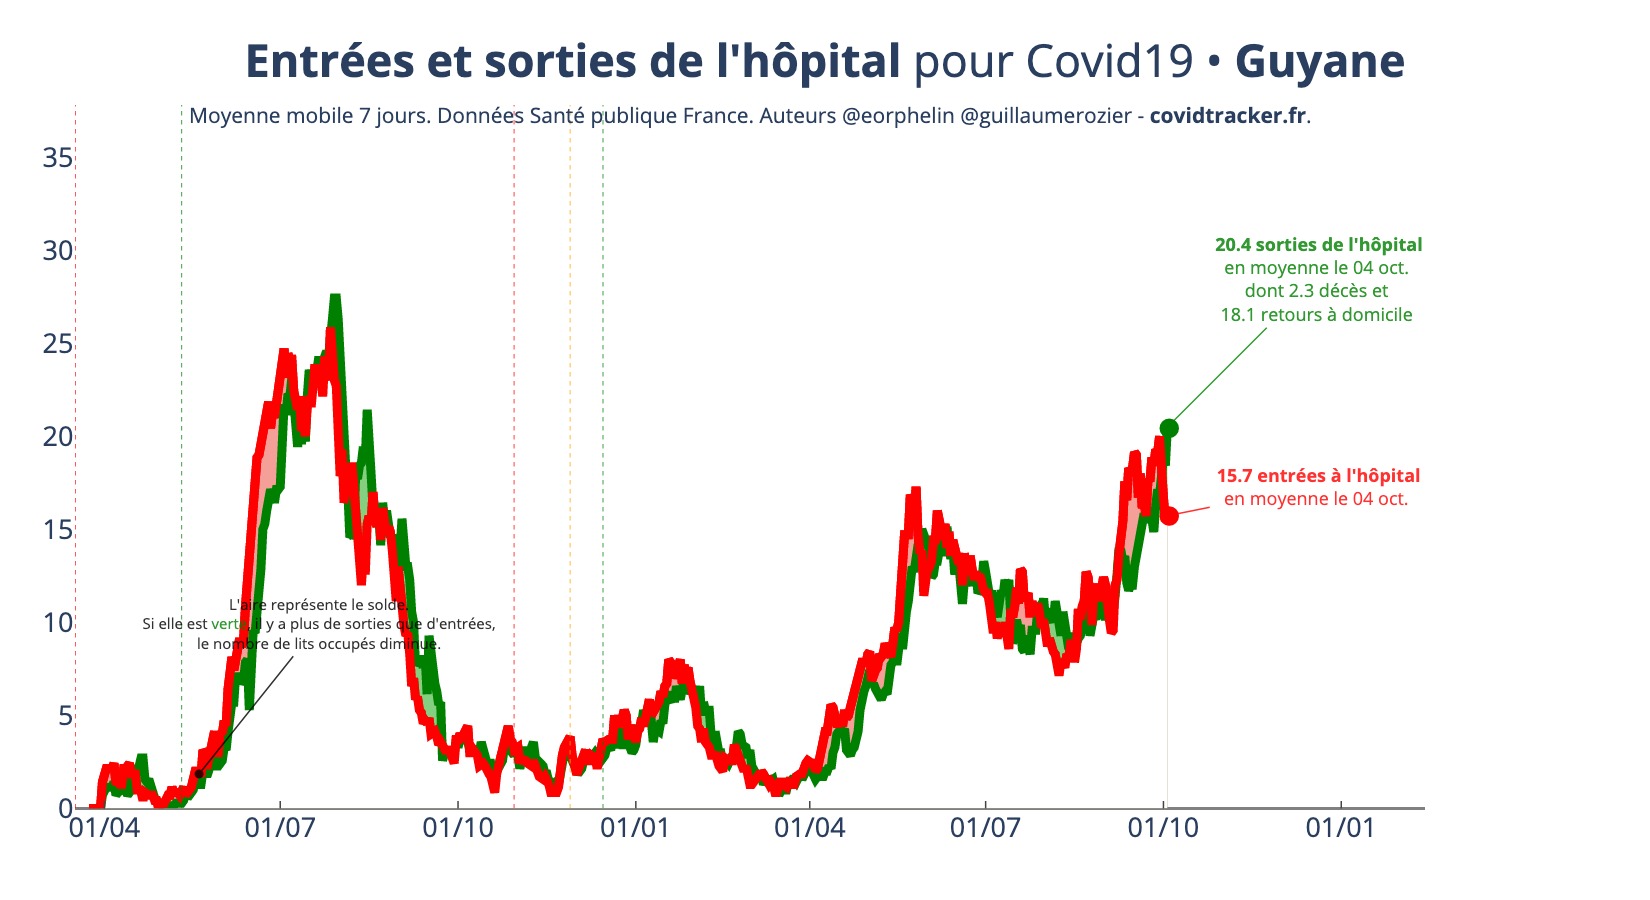 Entrées et sorties de l'hôpital pour Covid19 • Guyane
Moyenne mobile 7 jours. Données Santé publique France. Auteurs @eorphelin @guillaumerozier - covidtracker.fr.
35
30
25
20
15
10
5
0
20.4 sorties de l'hôpital
en moyenne le 04 oct.
dont 2.3 décès et
18.1 retours à domicile
15.7 entrées à l'hôpital
en moyenne le 04 oct.
L'aire représente le solde.
Si elle est verte, il y a plus de sorties que d'entrées,
le nombre de lits occupés diminue.
01/04 01/07 01/10 01/01 01/04 01/07 01/10 01/01